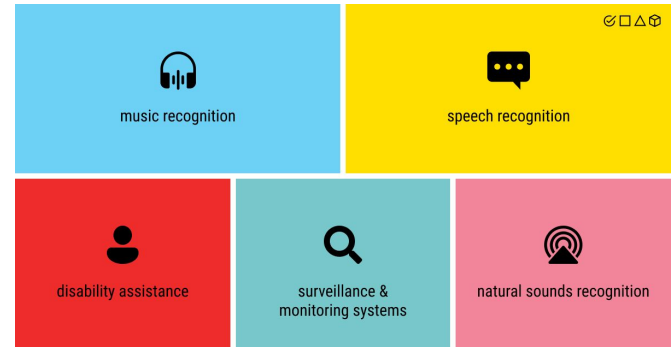 music recognition
speech recognition
disability assistance
surveillance &
monitoring systems
natural sounds recognition